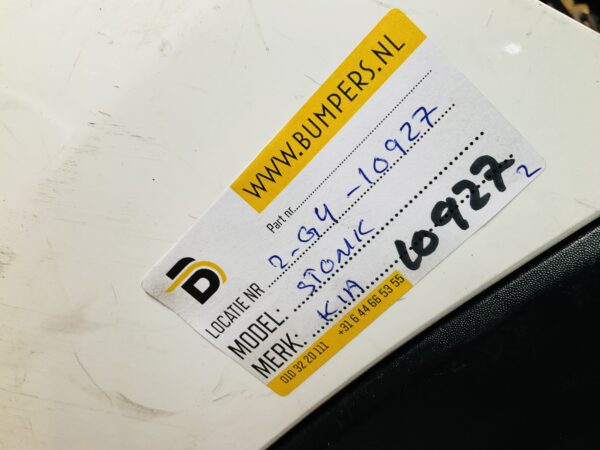 WWW.BUMPERS.NL
Part nr.
LOCATIE NR 2-G4-10927
MODEL. STONIK
MERK. KIA 10927 2
010 32 20 111 +31 6 44 66 53 55